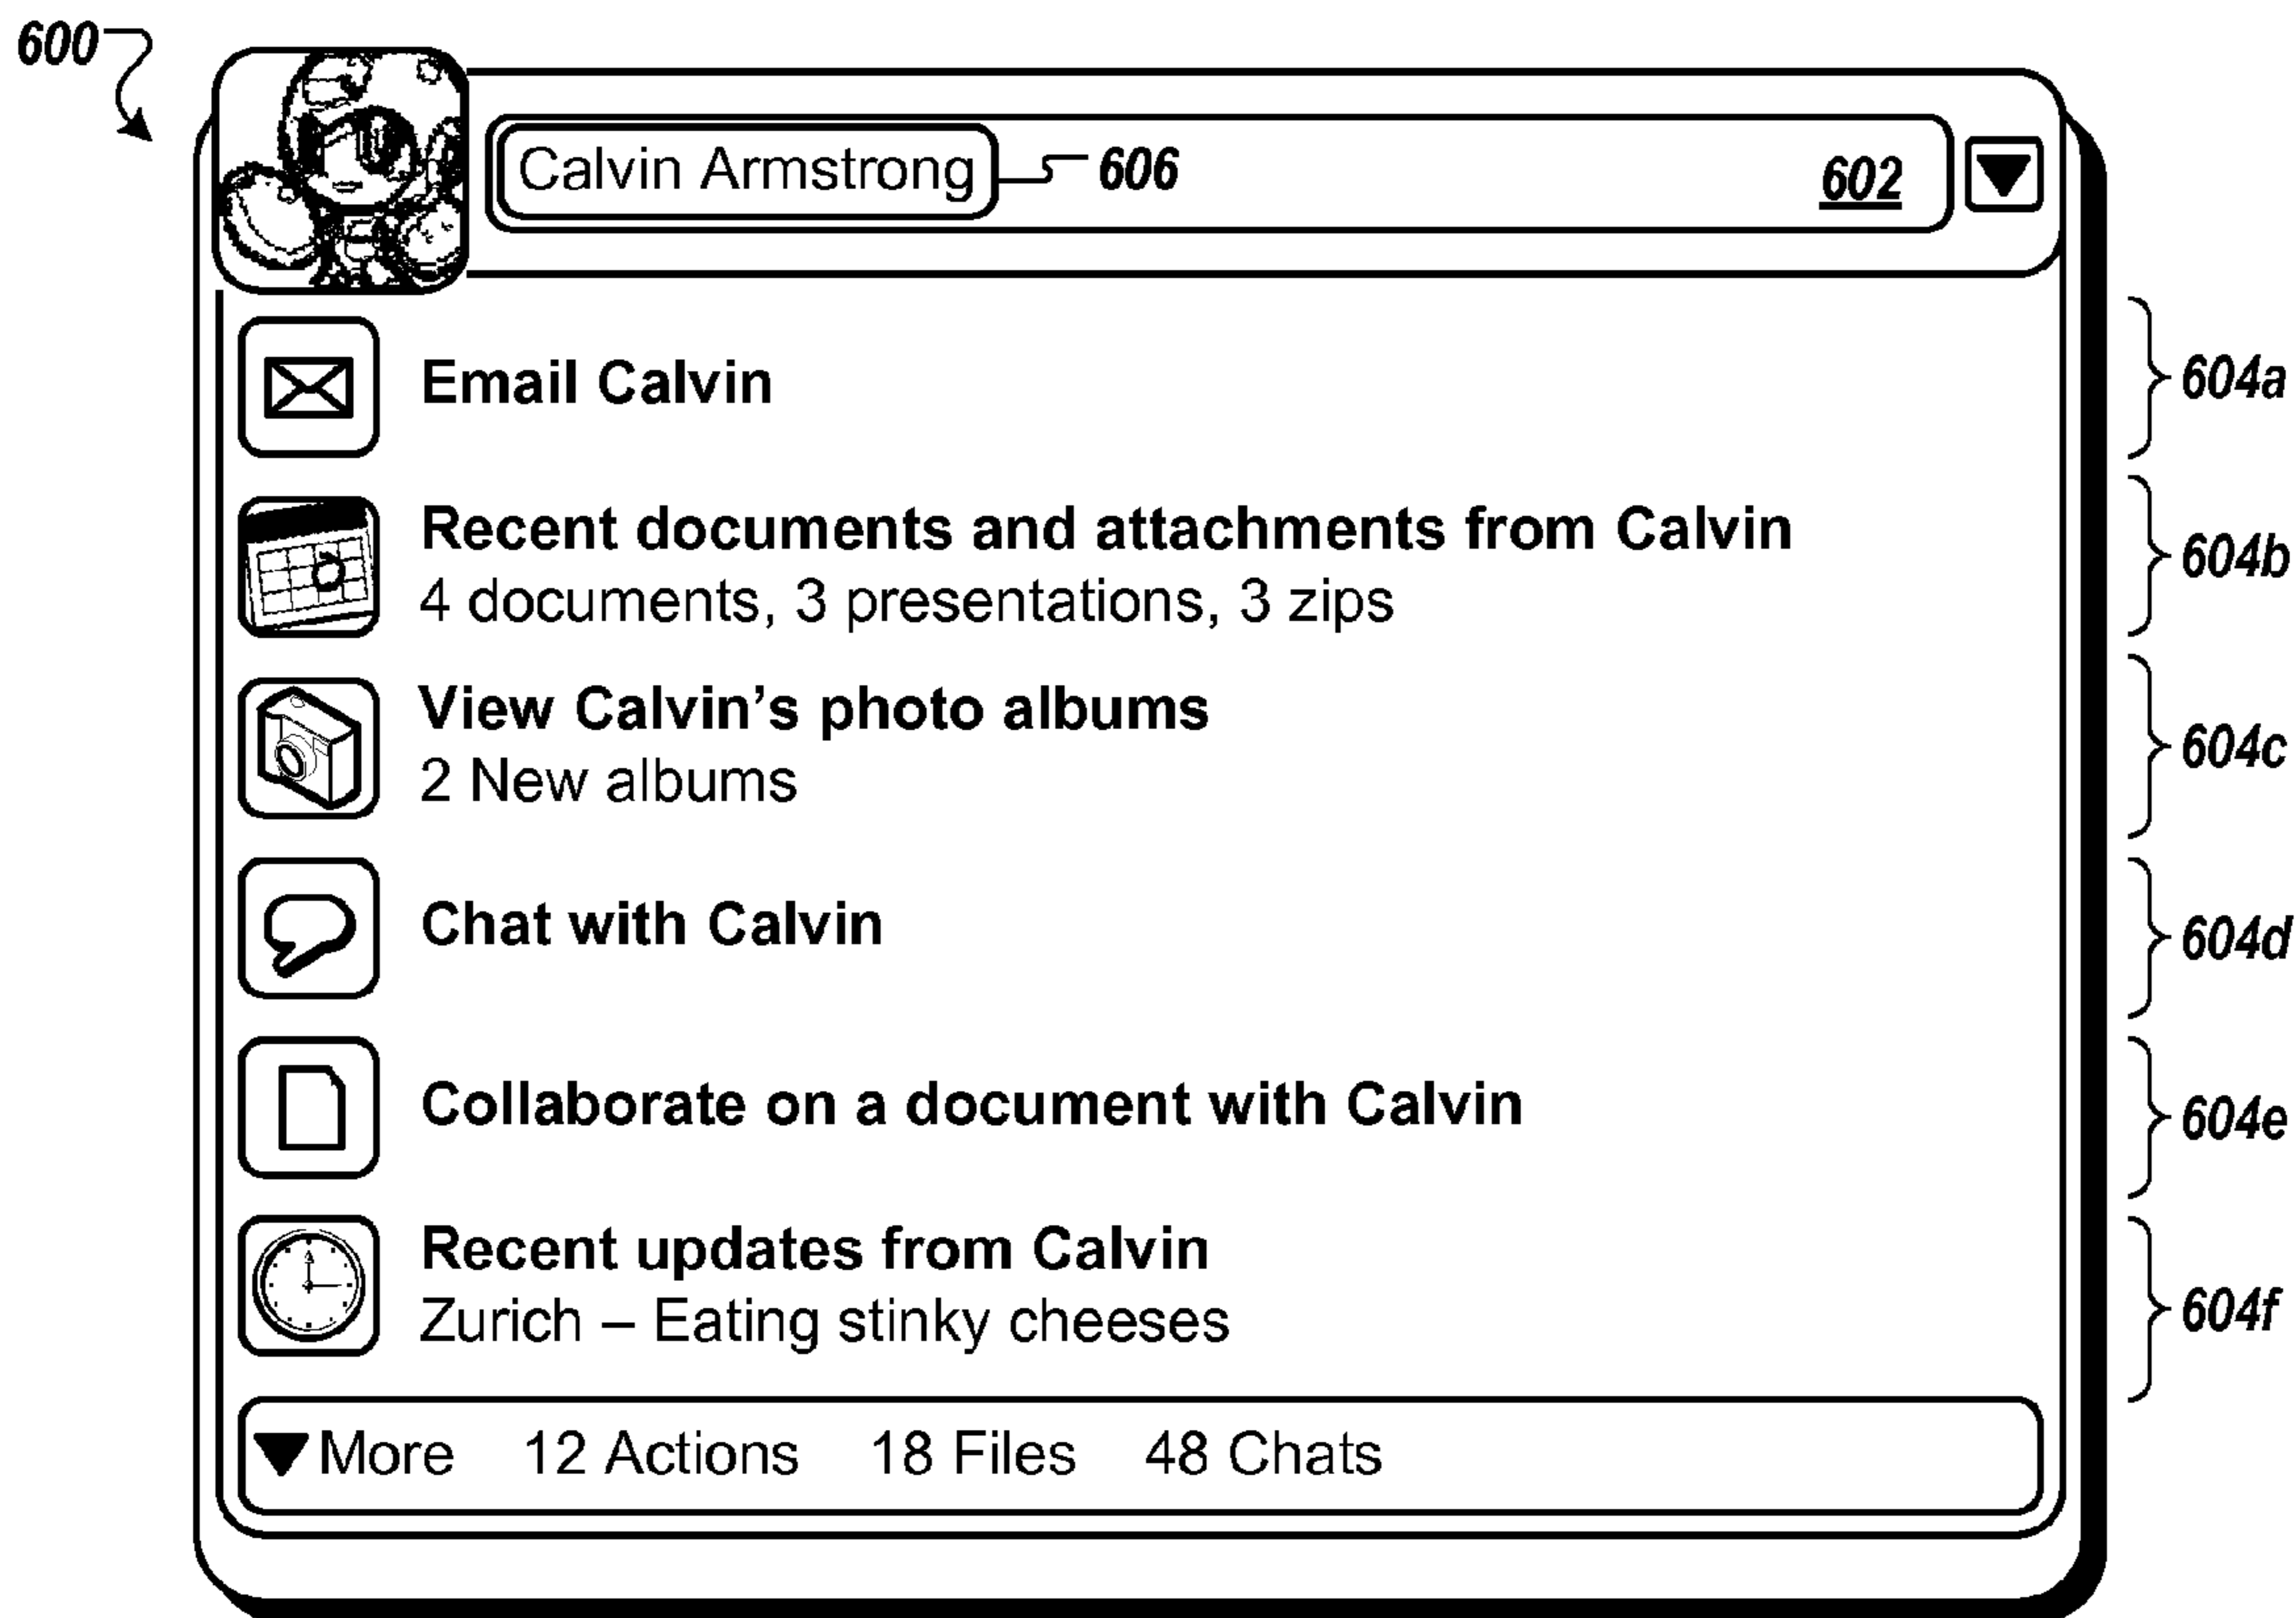 600
Calvin Armstrong 606 602
Email Calvin 604a
Recent documents and attachments from Calvin
4 documents, 3 presentations, 3 zips
604b
View Calvin's photo albums
2 New albums
604c
Chat with Calvin 604d
Collaborate on a document with Calvin 604e
Recent updates from Calvin
Zurich – Eating stinky cheeses
604f
More 12 Actions 18 Files 48 Chats